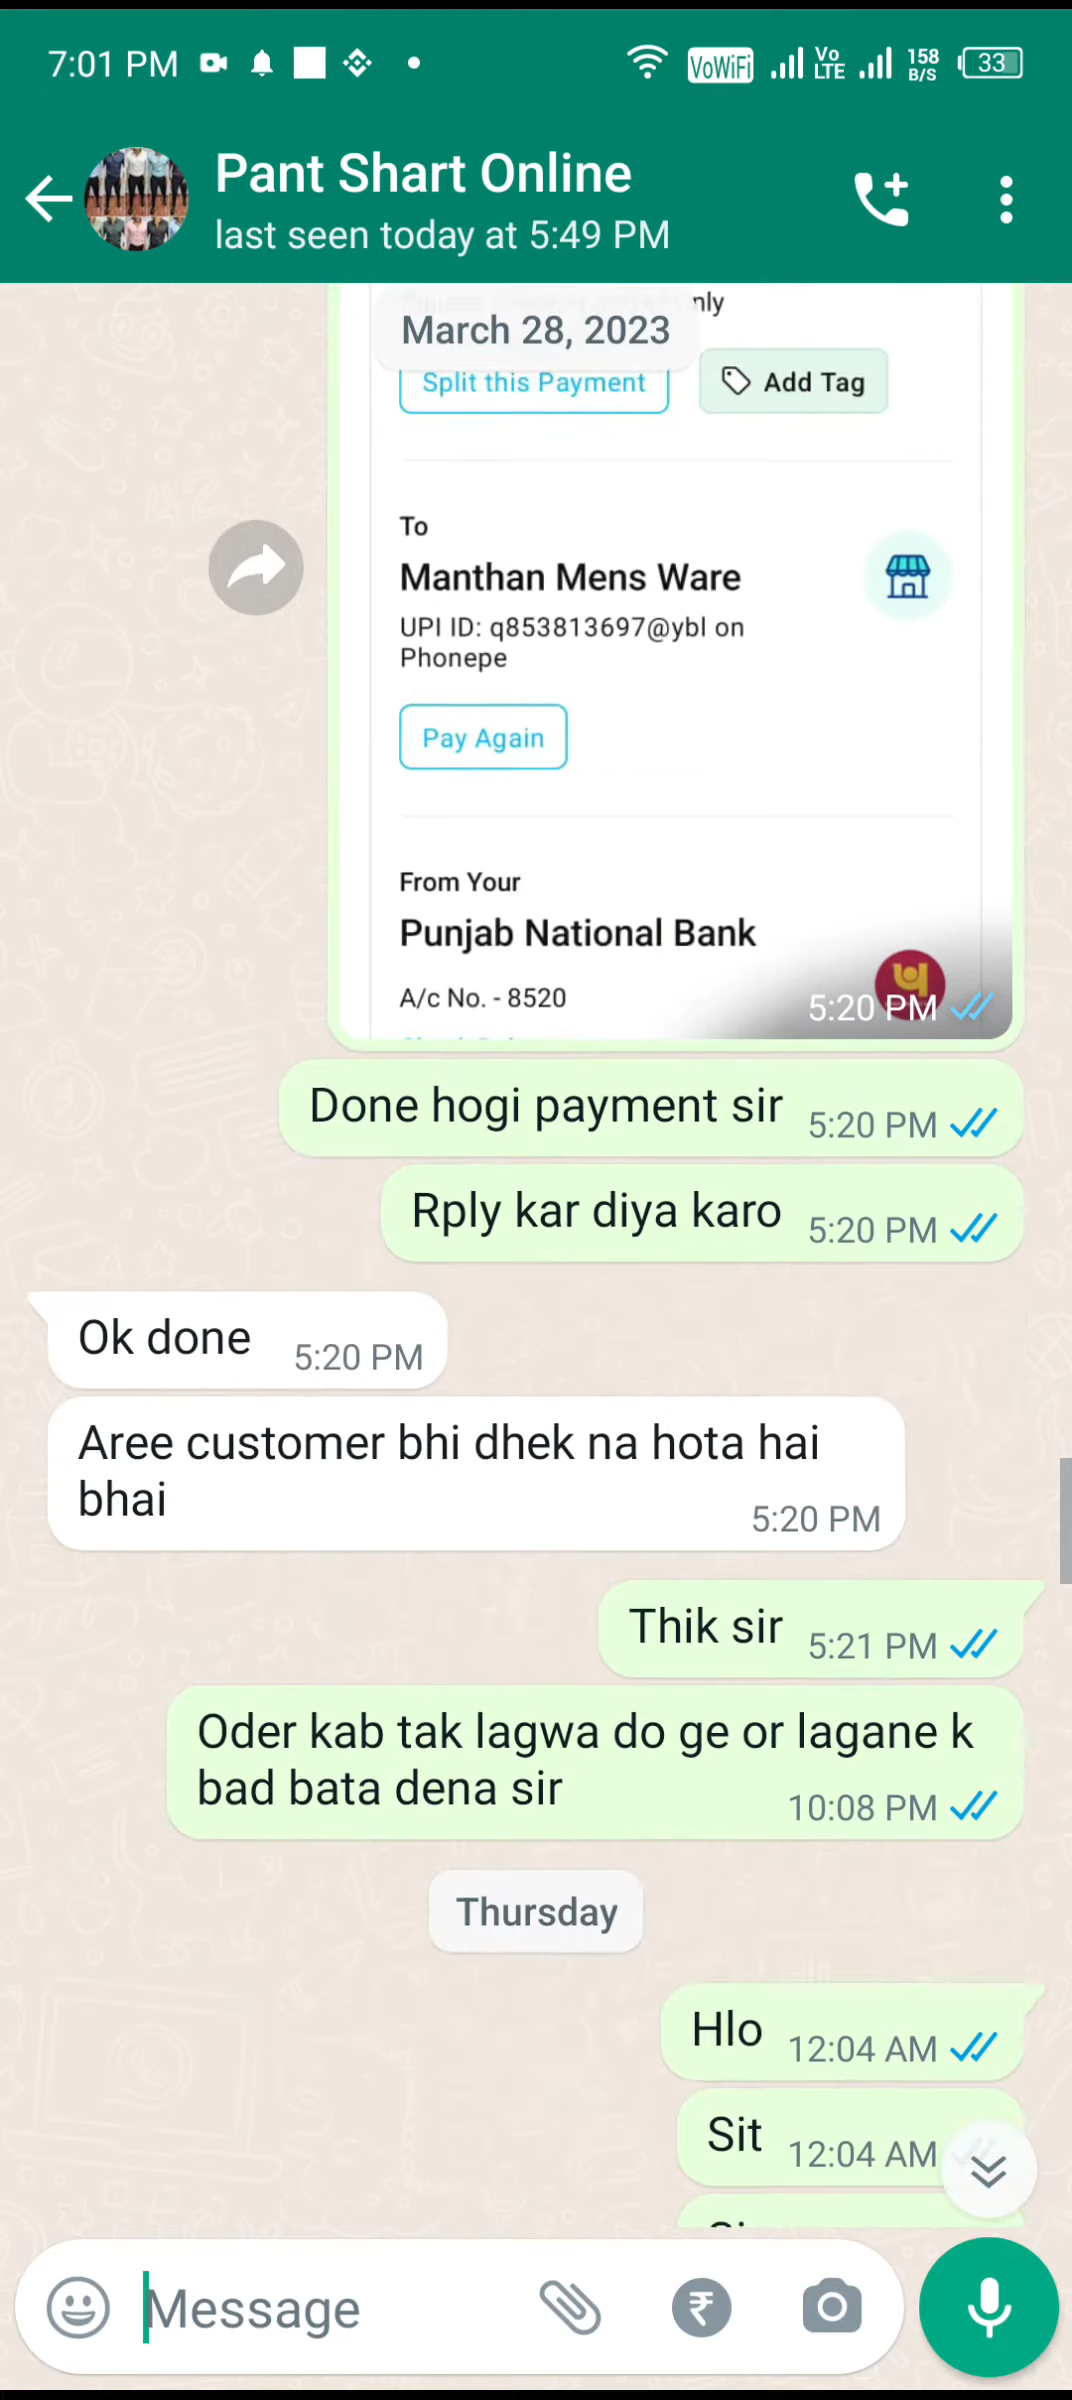 7:01 PM
VoWiFi
Vo LTE
158 B/S
33
Pant Shart Online
last seen today at 5:49 PM
nly
March 28, 2023
Split this Payment
Add Tag
To
Manthan Mens Ware
UPI ID: q853813697@ybl on
Phonepe
Pay Again
From Your
Punjab National Bank
A/c No. - 8520
5:20 PM
Done hogi payment sir 5:20 PM
Rply kar diya karo 5:20 PM
Ok done 5:20 PM
Aree customer bhi dhek na hota hai
bhai
5:20 PM
Thik sir 5:21 PM
Oder kab tak lagwa do ge or lagane k
bad bata dena sir
10:08 PM
Thursday
Hlo 12:04 AM
Sit 12:04 AM
Message